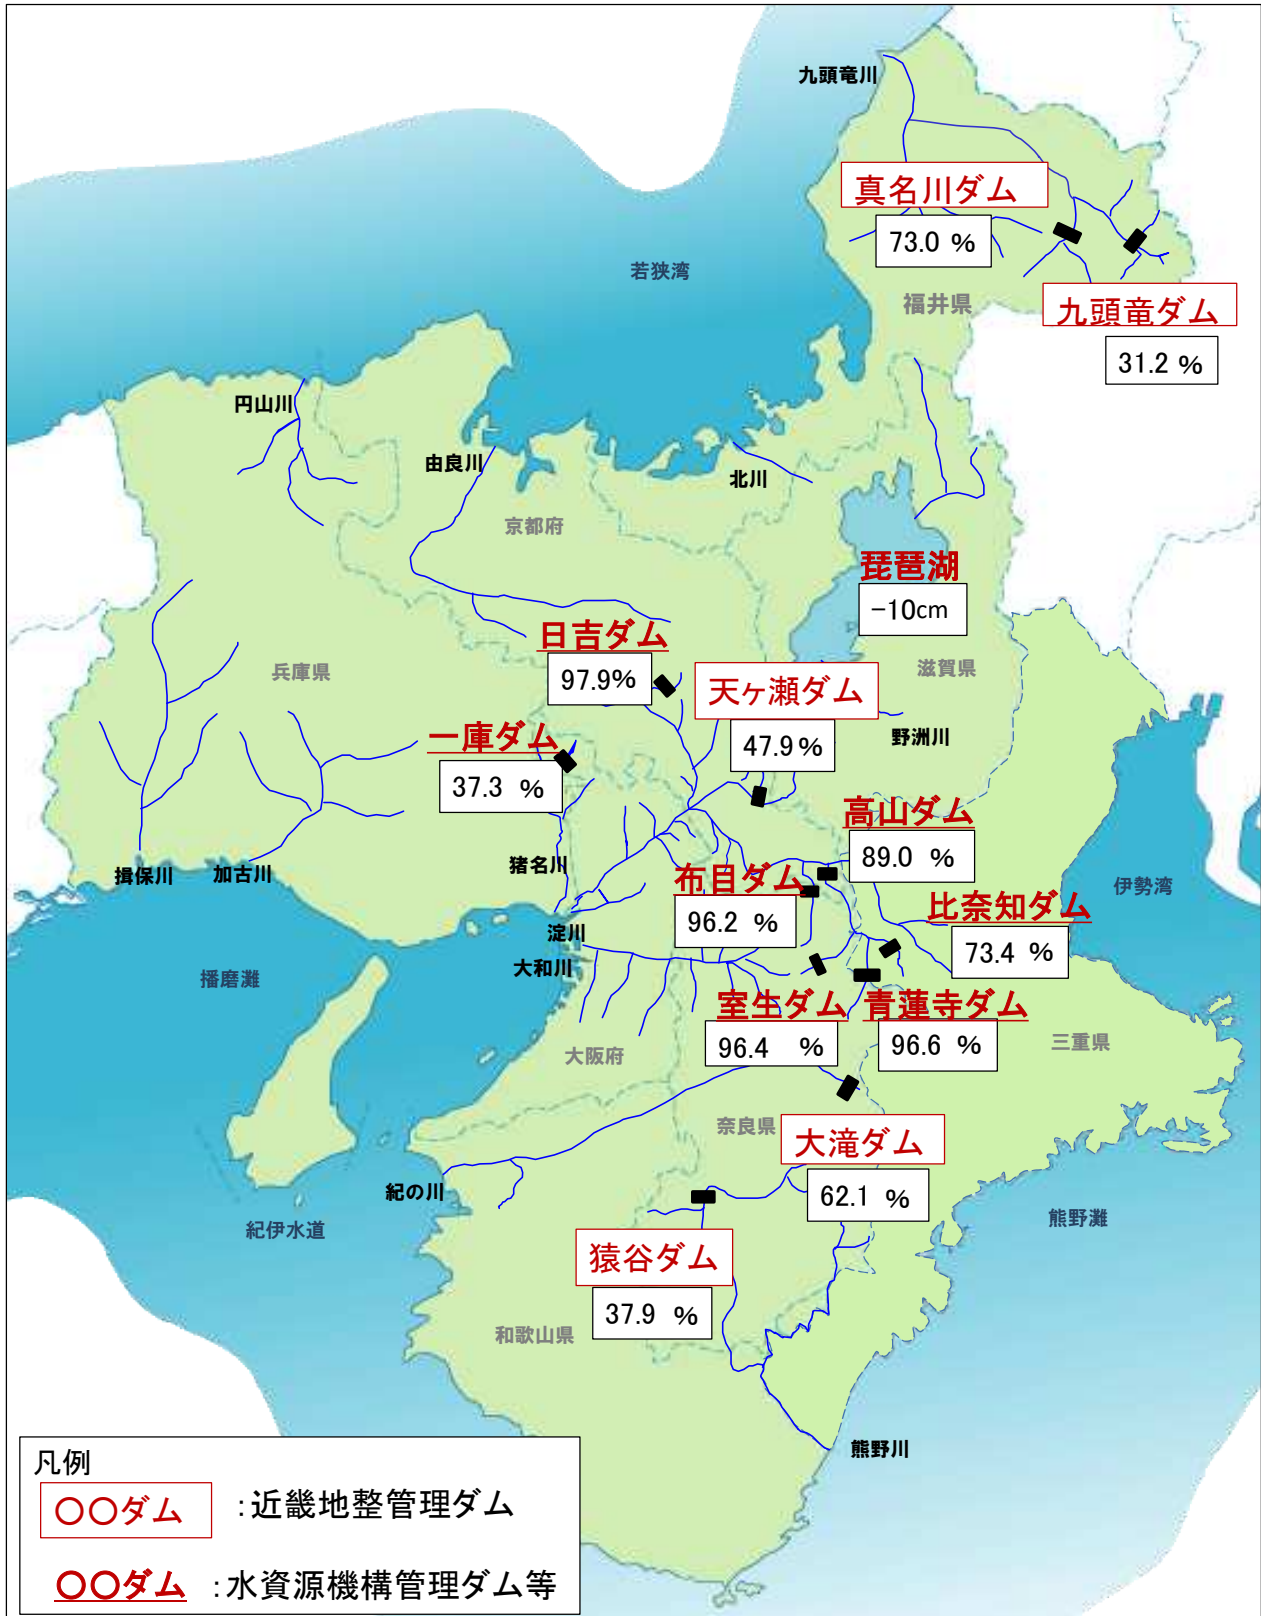 九頭竜川
真名川ダム
73.0 %
若狭湾
福井県
九頭竜ダム
31.2 %
円山川
由良川
北川
京都府
琵琶湖
-10cm
日吉ダム
97.9%
兵庫県
滋賀県
天ヶ瀬ダム
47.9 %
野洲川
一庫ダム
37.3 %
高山ダム
89.0 %
猪名川
揖保川
加古川
布目ダム
96.2 %
伊勢湾
比奈知ダム
73.4 %
淀川
大和川
播磨灘
室生ダム
96.4 %
青蓮寺ダム
96.6 %
三重県
大阪府
奈良県
大滝ダム
62.1 %
紀の川
紀伊水道
熊野灘
猿谷ダム
37.9 %
和歌山県
熊野川
凡例
〇〇ダム :近畿地整管理ダム
〇〇ダム :水資源機構管理ダム等